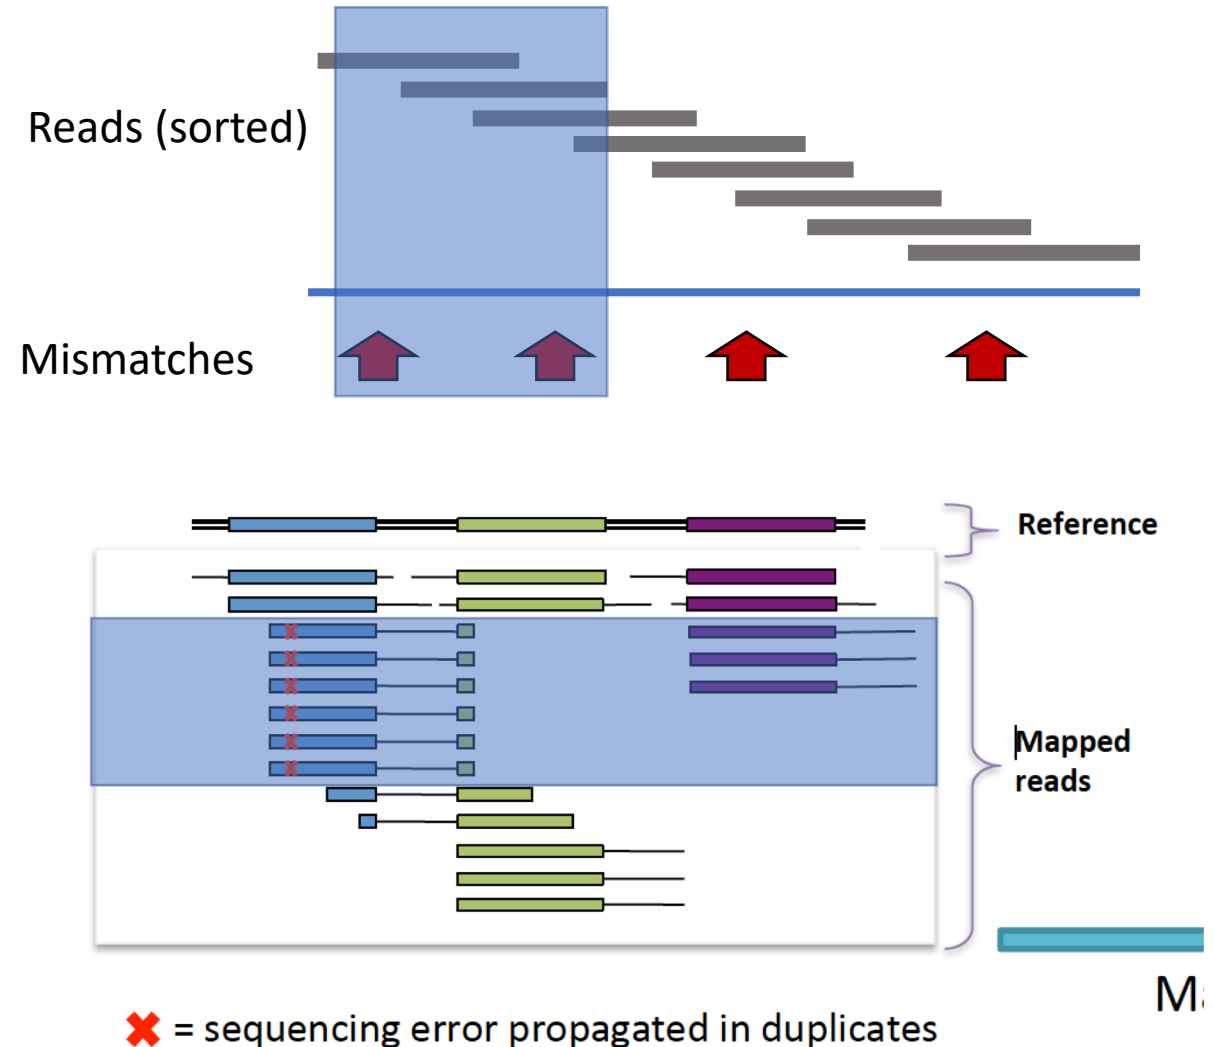 Reads (sorted)
Mismatches
Reference
Mapped
reads
= sequencing error propagated in duplicates